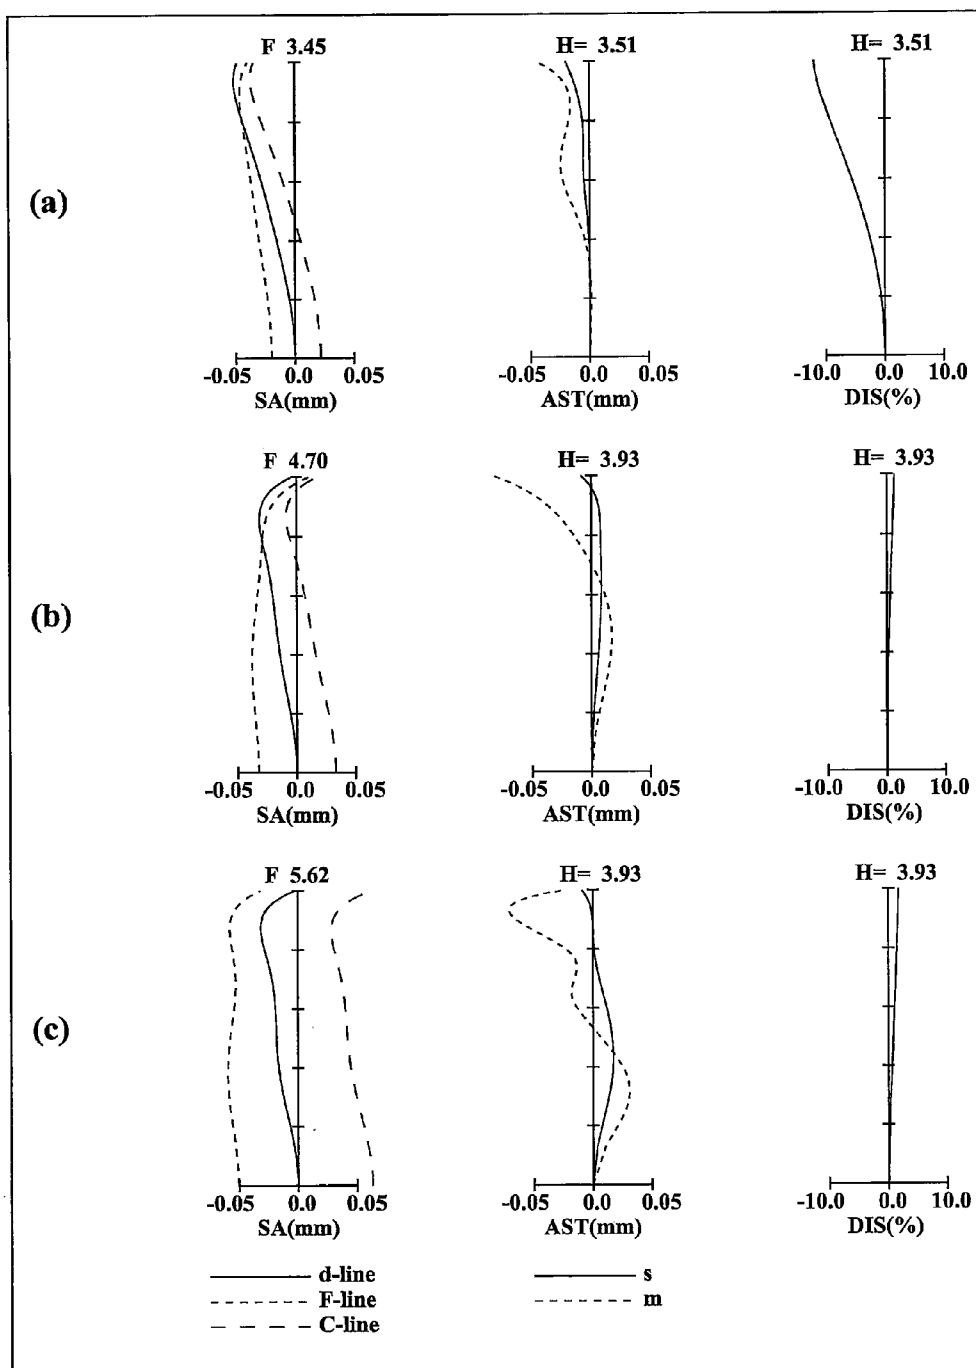 F 3.45 H= 3.51 H= 3.51
(a)
-0.05 0.0 0.05 -0.05 0.0 0.05 -10.0 0.0 10.0
SA(mm) AST(mm) DIS(%)
F 4.70 H= 3.93 H= 3.93
(b)
-0.05 0.0 0.05 -0.05 0.0 0.05 -10.0 0.0 10.0
SA(mm) AST(mm) DIS(%)
F 5.62 H= 3.93 H= 3.93
(c)
-0.05 0.0 0.05 -0.05 0.0 0.05 -10.0 0.0 10.0
SA(mm) AST(mm) DIS(%)
d-line s
F-line m
C-line